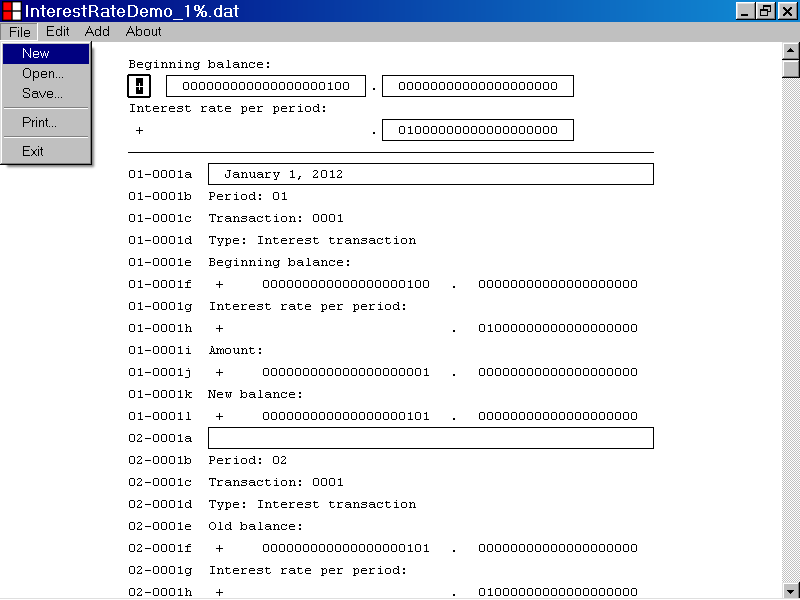 InterestRateDemo_1%.dat
File Edit Add About
New
Open...
Save...
Print...
Exit
Beginning balance:
+ 000000000000000000100 . 00000000000000000000
Interest rate per period:
+ . 01000000000000000000
01-0001a January 1, 2012
01-0001b Period: 01
01-0001c Transaction: 0001
01-0001d Type: Interest transaction
01-0001e Beginning balance:
01-0001f + 000000000000000000100 . 00000000000000000000
01-0001g Interest rate per period:
01-0001h + . 01000000000000000000
01-0001i Amount:
01-0001j + 000000000000000000001 . 00000000000000000000
01-0001k New balance:
01-0001l + 000000000000000000101 . 00000000000000000000
02-0001a
02-0001b Period: 02
02-0001c Transaction: 0001
02-0001d Type: Interest transaction
02-0001e Old balance:
02-0001f + 000000000000000000101 . 00000000000000000000
02-0001g Interest rate per period:
02-0001h + . 01000000000000000000